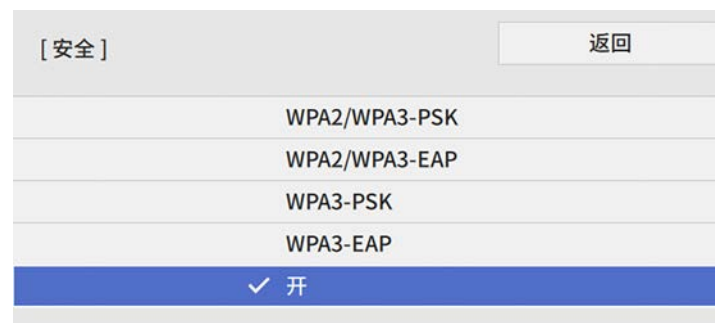 [安全]
返回
WPA2/WPA3-PSK
WPA2/WPA3-EAP
WPA3-PSK
WPA3-EAP
✓ 开